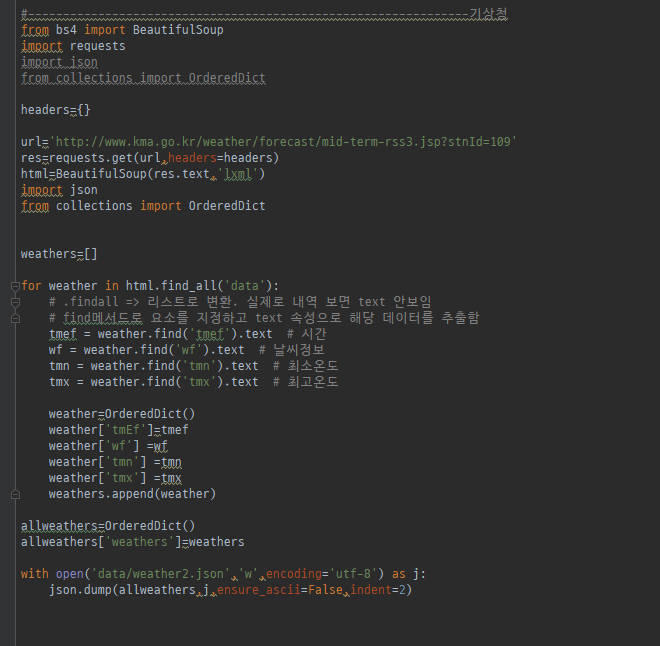 #---------------------------------------------------------------기상청
from bs4 import BeautifulSoup
import requests
import json
from collections import OrderedDict
headers={}
url='http://www.kma.go.kr/weather/forecast/mid-term-rss3.jsp?stnId=109'
res=requests.get(url,headers=headers)
html=BeautifulSoup(res.text,'lxml')
import json
from collections import OrderedDict
weathers=[]
for weather in html.find_all('data'):
    # .findall => 리스트로 변환. 실제로 내역 보면 text 안보임
    # find메서드로 요소를 지정하고 text 속성으로 해당 데이터를 추출함
    tmef = weather.find('tmef').text  # 시간
    wf = weather.find('wf').text  # 날씨정보
    tmn = weather.find('tmn').text  # 최소온도
    tmx = weather.find('tmx').text  # 최고온도
    weather=OrderedDict()
    weather['tmEf']=tmef
    weather['wf'] =wf
    weather['tmn'] =tmn
    weather['tmx'] =tmx
    weathers.append(weather)
allweathers=OrderedDict()
allweathers['weathers']=weathers
with open('data/weather2.json','w',encoding='utf-8') as j:
    json.dump(allweathers,j,ensure_ascii=False,indent=2)